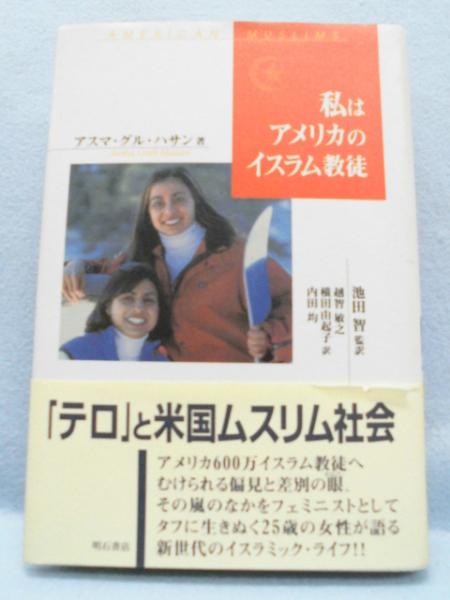 AMERICAN MUSLIMS
私は
アメリカの
イスラム教徒
アスマ・グル・ハサン 著
池田 智 監訳
越智 敏之
横田由起子 訳
内田 均
「テロ」と米国ムスリム社会
アメリカ600万イスラム教徒へ
むけられる偏見と差別の眼、
その嵐のなかをフェミニストとして
タフに生きぬく25歳の女性が語る
新世代のイスラミック・ライフ!!
明石書店